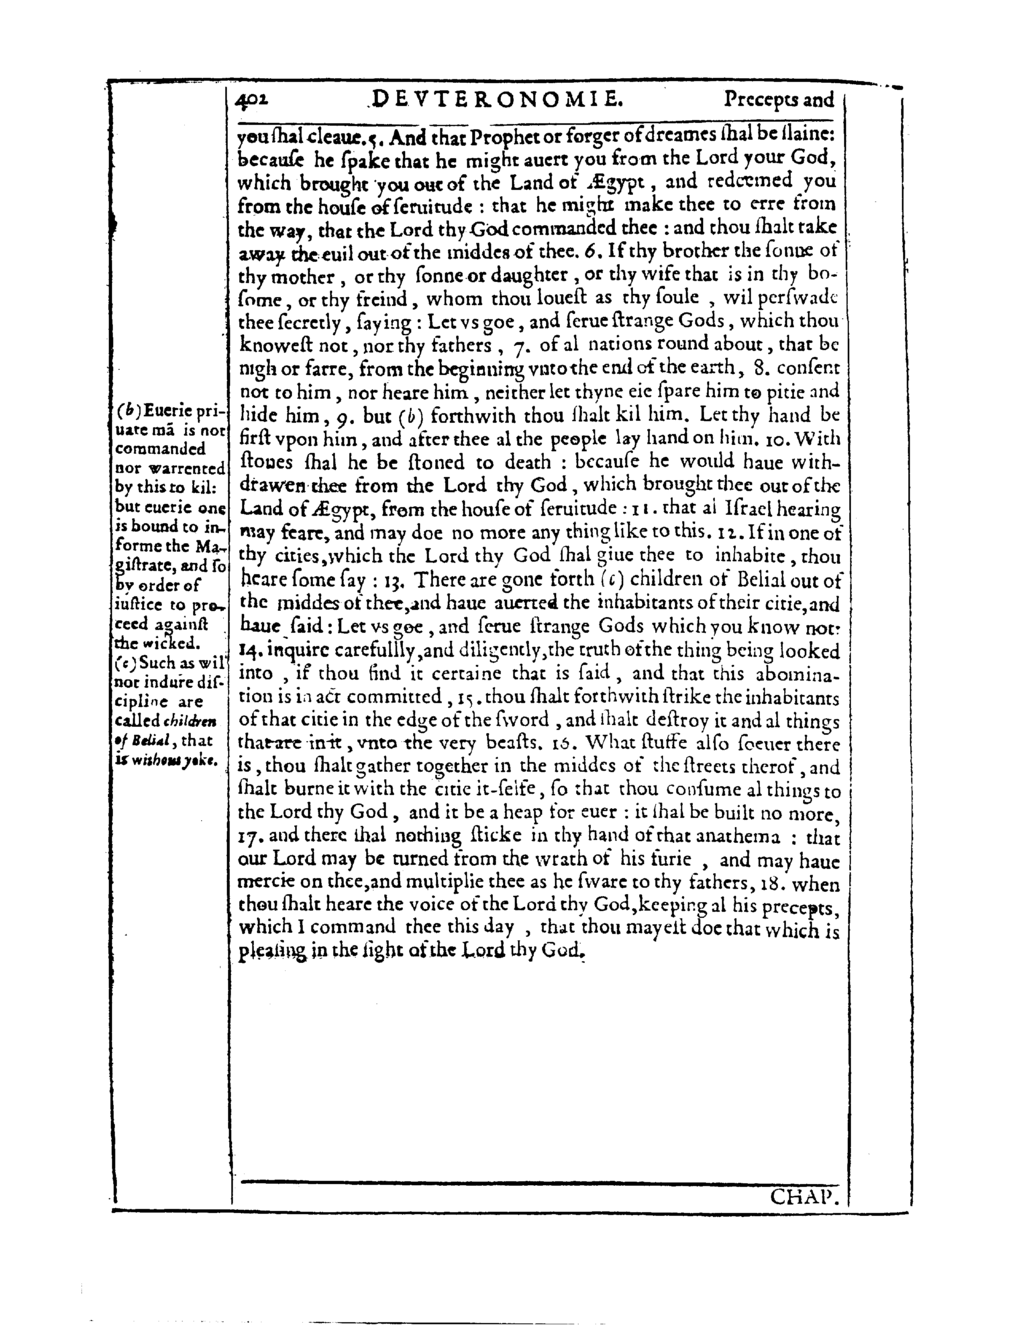 402 DEVTERONOMIE. Precepts and
you ſhal cleaue. 5. And that Prophet or forger of dreames ſhal be ſlaine:
becauſe he ſpake that he might auert you from the Lord your God,
which brought you out of the Land of Ægypt, and redeemed you
from the houſe of ſeruitude : that he might make thee to erre from
the way, that the Lord thy God commanded thee : and thou ſhalt take
away the euil out of the middes of thee. 6. If thy brother the ſonne of
thy mother, or thy ſonne or daughter, or thy wife that is in thy bo-
ſome, or thy freind, whom thou loueſt as thy ſoule, wil perſwade
thee ſecretly, ſaying : Let vs goe, and ſerue ſtrange Gods, which thou
knoweſt not, nor thy fathers, 7. of al nations round about, that be
nigh or farre, from the beginning vnto the end of the earth, 8. conſent
not to him, nor heare him, neither let thyne eie ſpare him to pitie and
hide him, 9. but (b) forthwith thou ſhalt kil him. Let thy hand be
firſt vpon him, and after thee al the people lay hand on him. 10. With
ſtones ſhal he be ſtoned to death : becauſe he would haue with-
drawen thee from the Lord thy God, which brought thee out of the
Land of Ægypt, from the houſe of ſeruitude : 11. that al Iſrael hearing
may feare, and may doe no more any thing like to this. 12. If in one of
thy cities, which the Lord thy God ſhal giue thee to inhabite, thou
heare ſome ſay : 13. There are gone forth (c) children of Belial out of
the middes of thee, and haue auerted the inhabitants of their citie, and
haue ſaid : Let vs goe, and ſerue ſtrange Gods which you know not:
14. inquire carefullly, and diligently, the truth of the thing being looked
into, if thou find it certaine that is ſaid, and that this abomina-
tion is in act committed, 15. thou ſhalt forthwith ſtrike the inhabitants
of that citie in the edge of the ſword, and ſhalt deſtroy it and al things
that are in it, vnto the very beaſts. 16. What ſtuffe alſo ſoeuer there
is, thou ſhalt gather together in the middes of the ſtreets therof, and
ſhalt burne it with the citie it-ſelfe, ſo that thou conſume al things to
the Lord thy God, and it be a heap for euer : it ſhal be built no more,
17. and there ſhal nothing ſticke in thy hand of that anathema : that
our Lord may be turned from the wrath of his furie, and may haue
mercie on thee, and multiplie thee as he ſware to thy fathers, 18. when
thou ſhalt heare the voice of the Lord thy God, keeping al his precepts,
which I command thee this day, that thou mayeſt doe that which is
pleaſing in the ſight of the Lord thy God.
(b) Euerie pri-
uate mã is not
commanded
nor warrented
by this to kil:
but euerie one
is bound to in-
forme the Ma-
giſtrate, and ſo
by order of
iuſtice to pro-
ceed againſt
the wicked.
(c) Such as wil
not indure diſ-
cipline are
called children
of Belial, that
is without yoke.
CHAP.